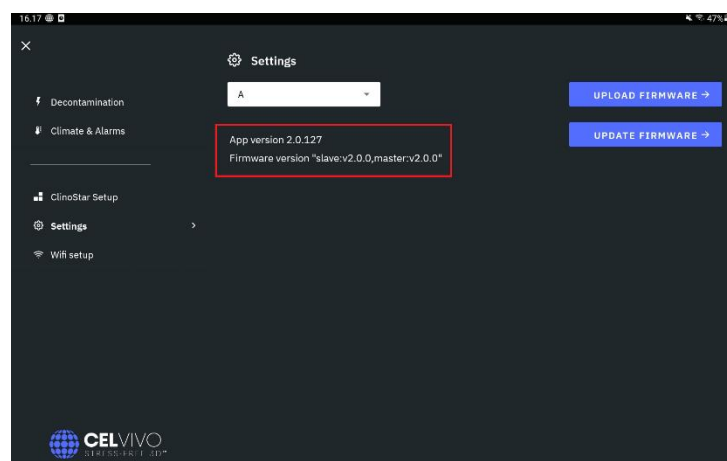 16.17
47%
Settings
A
UPLOAD FIRMWARE →
Decontamination
Climate & Alarms
UPDATE FIRMWARE →
App version 2.0.127
Firmware version "slave:v2.0.0,master:v2.0.0"
ClinoStar Setup
Settings
Wifi setup
CELVIVO
STRESS-FREE 3D™